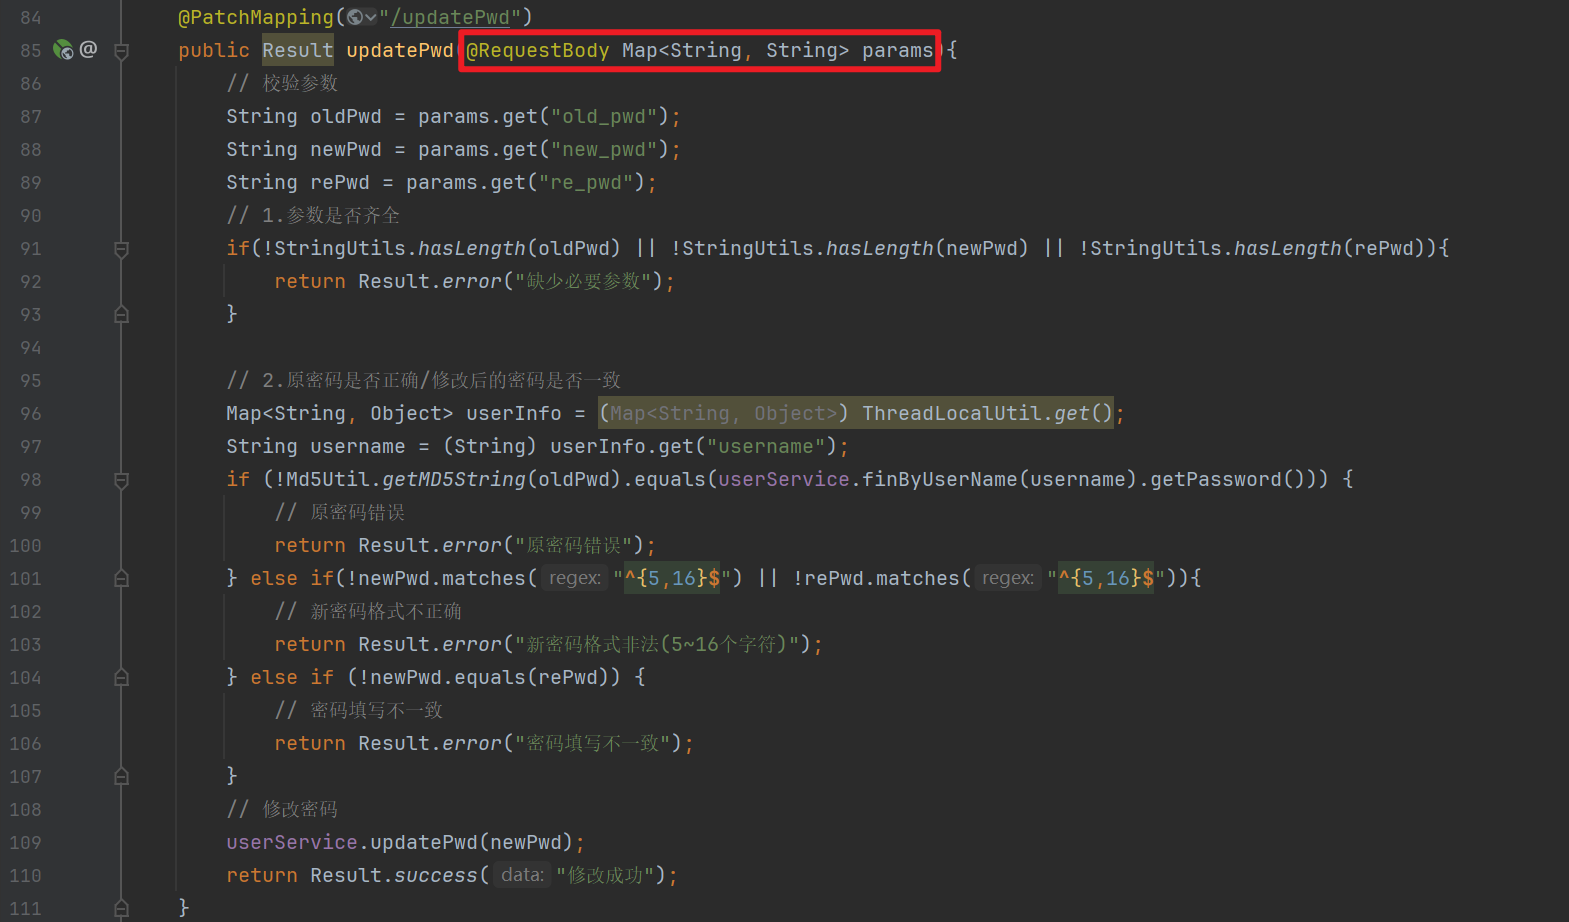 84 @PatchMapping("/updatePwd")
85 @ public Result updatePwd(@RequestBody Map<String, String> params){
86 // 校验参数
87 String oldPwd = params.get("old_pwd");
88 String newPwd = params.get("new_pwd");
89 String rePwd = params.get("re_pwd");
90 // 1.参数是否齐全
91 if(!StringUtils.hasLength(oldPwd) || !StringUtils.hasLength(newPwd) || !StringUtils.hasLength(rePwd)){
92 return Result.error("缺少必要参数");
93 }
94
95 // 2.原密码是否正确/修改后的密码是否一致
96 Map<String, Object> userInfo = (Map<String, Object>) ThreadLocalUtil.get();
97 String username = (String) userInfo.get("username");
98 if (!Md5Util.getMD5String(oldPwd).equals(userService.finByUserName(username).getPassword())) {
99 // 原密码错误
100 return Result.error("原密码错误");
101 } else if(!newPwd.matches( regex: "^{5,16}$") || !rePwd.matches( regex: "^{5,16}$")){
102 // 新密码格式不正确
103 return Result.error("新密码格式非法(5~16个字符)");
104 } else if (!newPwd.equals(rePwd)) {
105 // 密码填写不一致
106 return Result.error("密码填写不一致");
107 }
108 // 修改密码
109 userService.updatePwd(newPwd);
110 return Result.success( data: "修改成功");
111 }